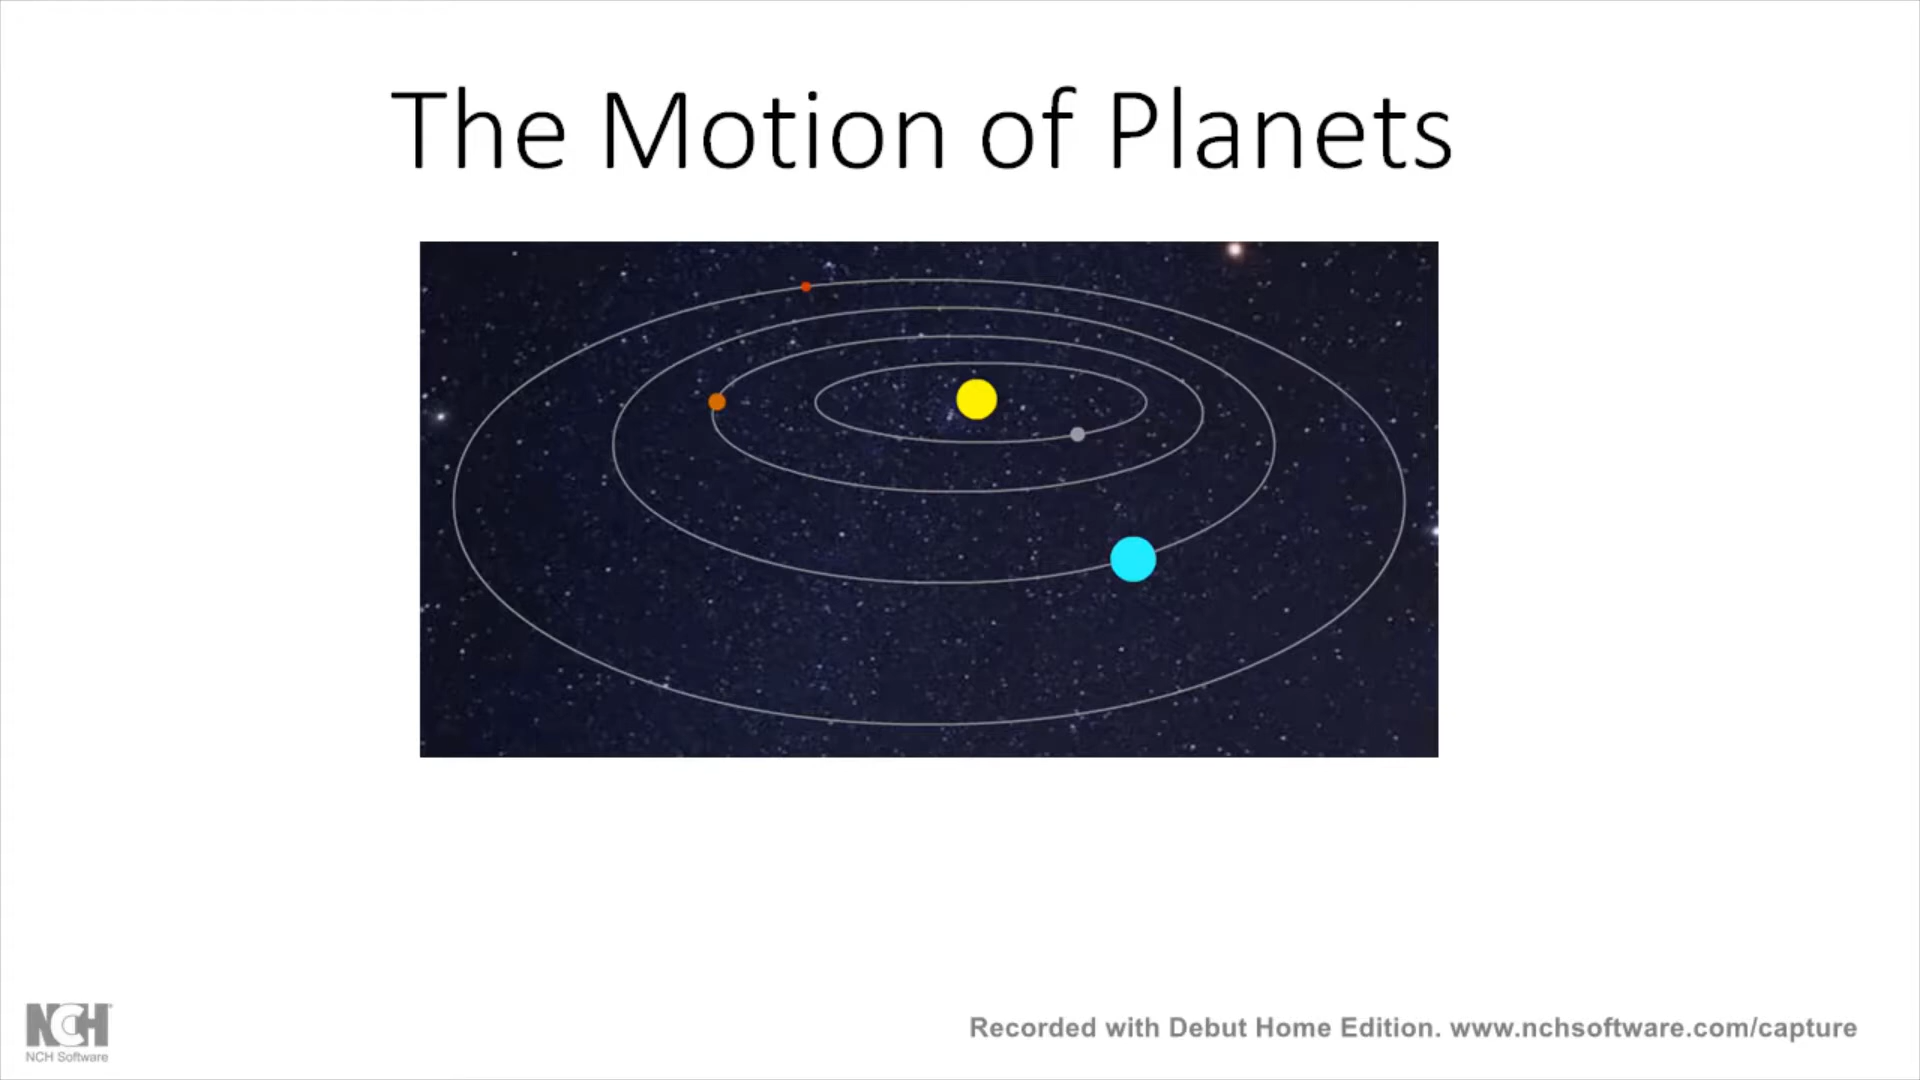 The Motion of Planets
NCH
NCH Software
Recorded with Debut Home Edition. www.nchsoftware.com/capture